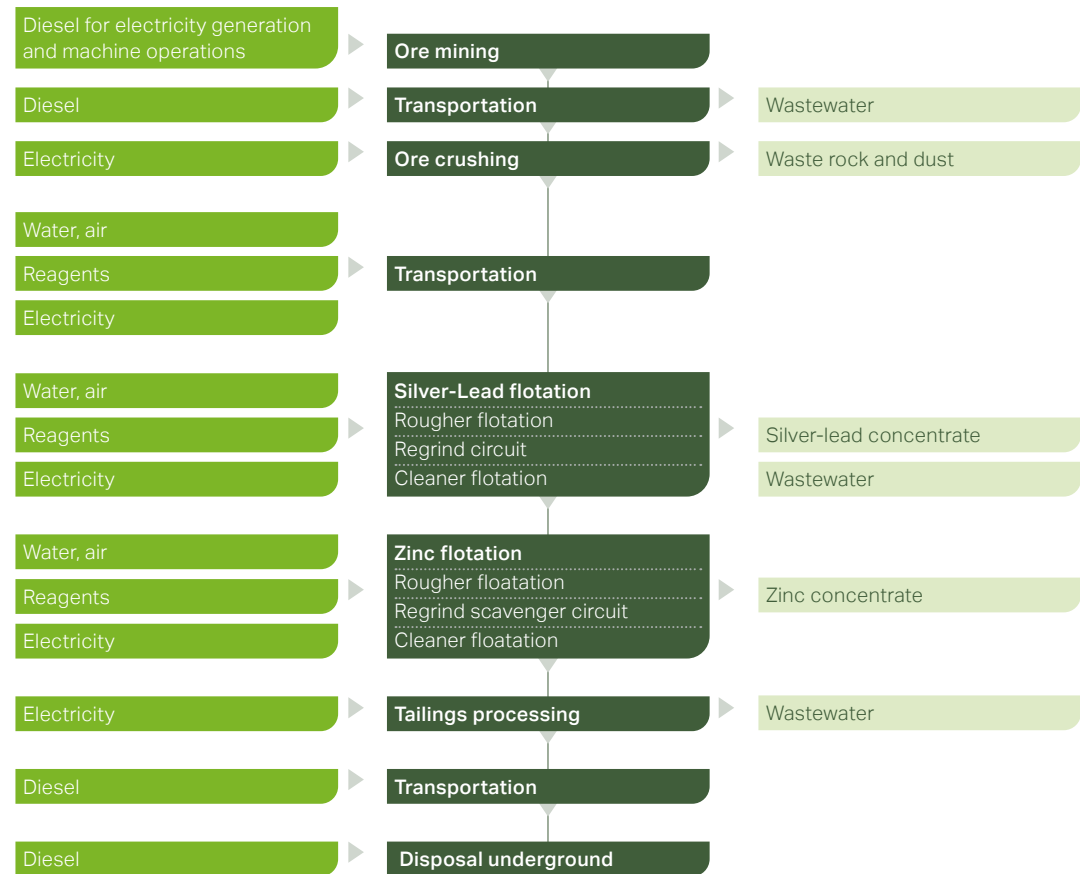 Diesel for electricity generation
and machine operations
Ore mining
Diesel
Transportation
Wastewater
Electricity
Ore crushing
Waste rock and dust
Water, air
Reagents
Electricity
Transportation
Water, air
Reagents
Electricity
Silver-Lead flotation
Rougher flotation
Regrind circuit
Cleaner flotation
Silver-lead concentrate
Wastewater
Water, air
Reagents
Electricity
Zinc flotation
Rougher floatation
Regrind scavenger circuit
Cleaner floatation
Zinc concentrate
Electricity
Tailings processing
Wastewater
Diesel
Transportation
Diesel
Disposal underground